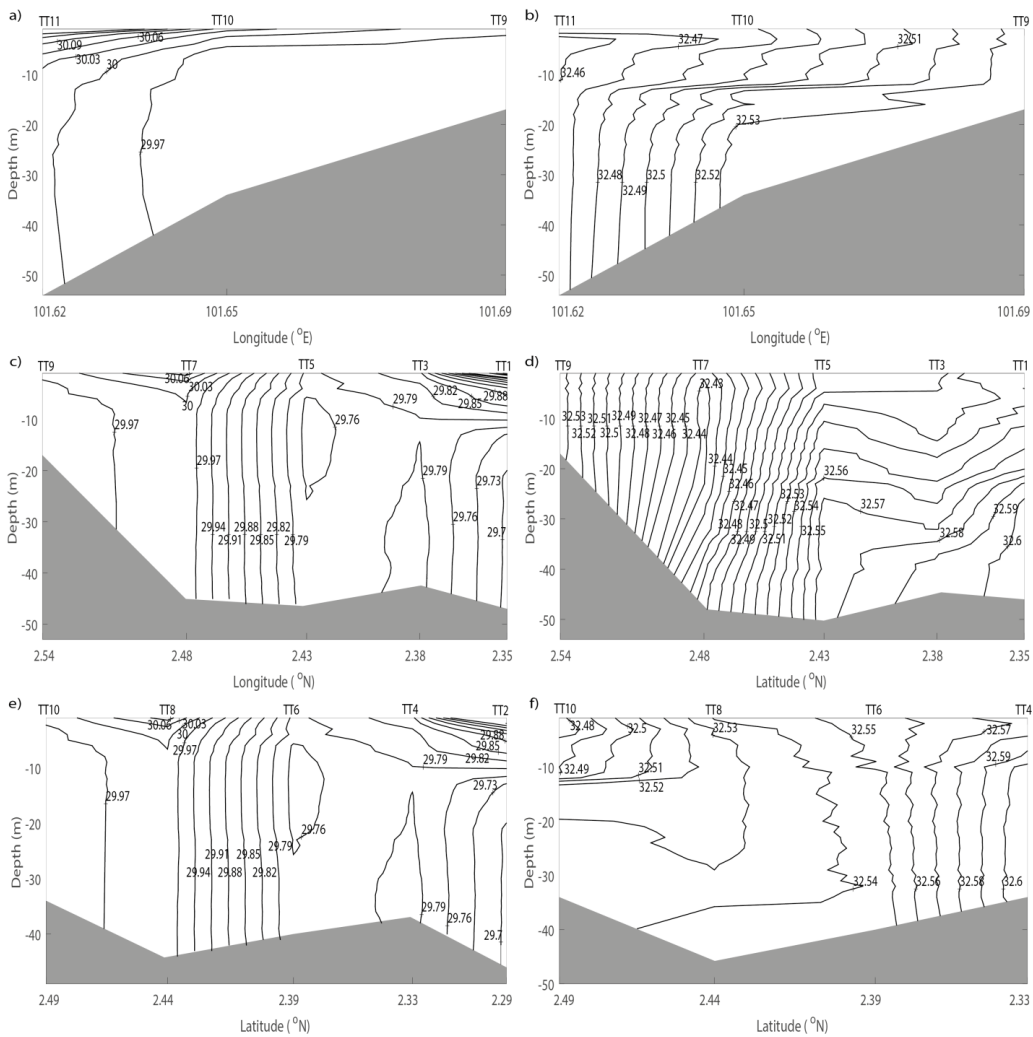 a) TT11 TT10 TT9
30.09 30.06
30.03 30
29.97
-10
-20
-30
-40
-50
Depth (m)
101.62 101.65 101.69
Longitude ( °E)
b) TT11 TT10 TT9
32.47 32.51
32.46
32.53
32.48 32.5 32.52
32.49
-10
-20
-30
-40
-50
Depth (m)
101.62 101.65 101.69
Longitude ( °E)
c) TT9 TT7 TT5 TT3 TT1
30.06 30.03
30
29.82 29.88
29.79 29.85
29.97 29.76
29.97 29.79 29.73
29.76
29.94 29.88 29.82 29.7
29.91 29.85 29.79
-10
-20
-30
-40
-50
Depth (m)
2.54 2.48 2.43 2.38 2.35
Longitude ( °N)
d) TT9 TT7 TT5 TT3 TT1
32.43
32.53 32.51 32.49 32.47 32.45
32.52 32.5 32.48 32.46 32.44
32.44
32.45 32.56
32.46
32.53
32.47 32.54 32.57 32.59
32.48 32.5 32.52
32.49 32.51 32.55 32.58 32.6
-10
-20
-30
-40
-50
Depth (m)
2.54 2.48 2.43 2.38 2.35
Latitude ( °N)
e) TT10 TT8 TT6 TT4 TT2
30.06 30.03
30 29.88
29.97 29.85
29.79 29.82
29.97 29.73
29.76
29.79
29.91 29.85
29.94 29.88 29.82
29.79
29.76
29.7
-10
-20
-30
-40
Depth (m)
2.49 2.44 2.39 2.33 2.29
Latitude ( °N)
f) TT10 TT8 TT6 TT4
32.48 32.5 32.53 32.55 32.57
32.59
32.49 32.51
32.52
32.54 32.56 32.58 32.6
-10
-20
-30
-40
-50
Depth (m)
2.49 2.44 2.39 2.33
Latitude ( °N)